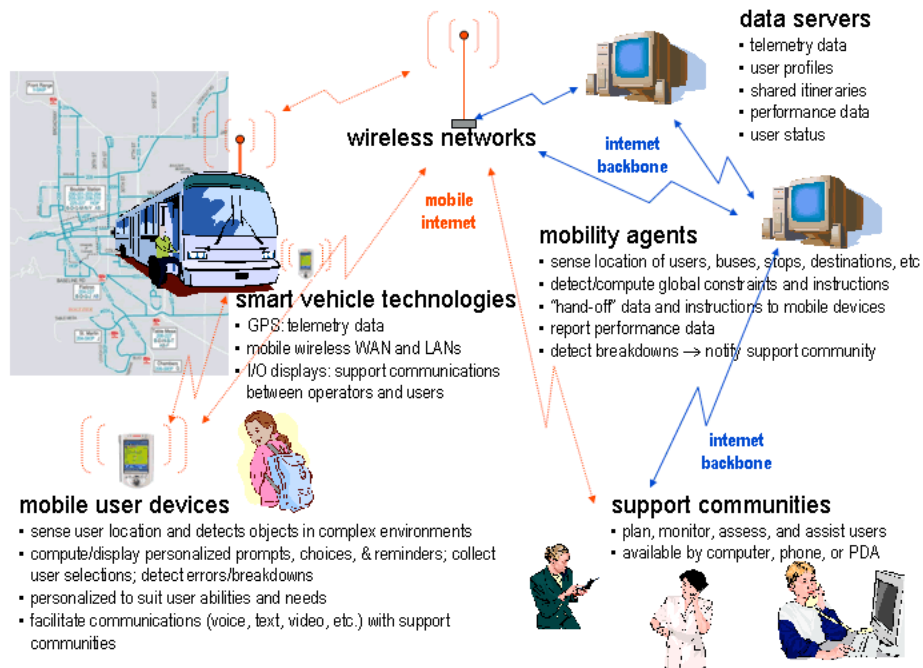 data servers
▪ telemetry data
▪ user profiles
▪ shared itineraries
▪ performance data
▪ user status
wireless networks
internet
backbone
mobile
internet
mobility agents
▪ sense location of users, buses, stops, destinations, etc
▪ detect/compute global constraints and instructions
▪ “hand-off” data and instructions to mobile devices
▪ report performance data
▪ detect breakdowns → notify support community
smart vehicle technologies
▪ GPS: telemetry data
▪ mobile wireless WAN and LANs
▪ I/O displays: support communications
between operators and users
internet
backbone
mobile user devices
▪ sense user location and detects objects in complex environments
▪ compute/display personalized prompts, choices, & reminders; collect
user selections; detect errors/breakdowns
▪ personalized to suit user abilities and needs
▪ facilitate communications (voice, text, video, etc.) with support
communities
support communities
▪ plan, monitor, assess, and assist users
▪ available by computer, phone, or PDA